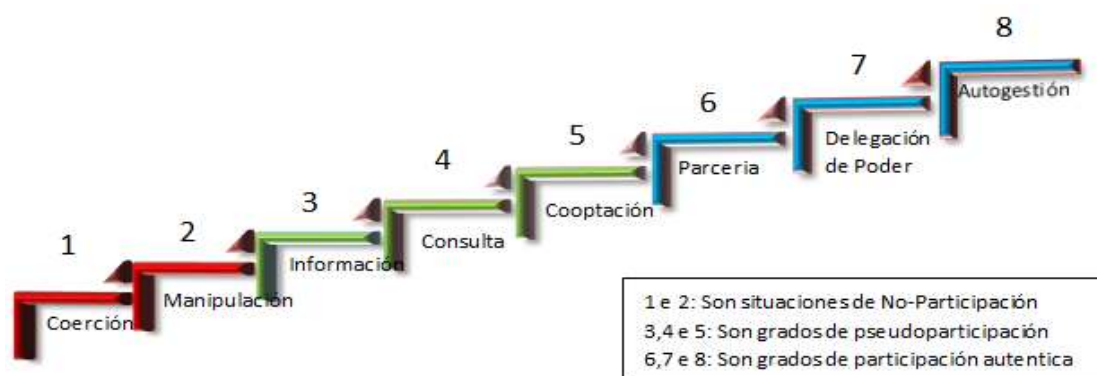 1
Coerción
2
Manipulación
3
Información
4
Consulta
5
Cooptación
6
Parceria
7
Delegación
de Poder
8
Autogestión
1 e 2: Son situaciones de No-Participación
3,4 e 5: Son grados de pseudoparticipación
6,7 e 8: Son grados de participación autentica